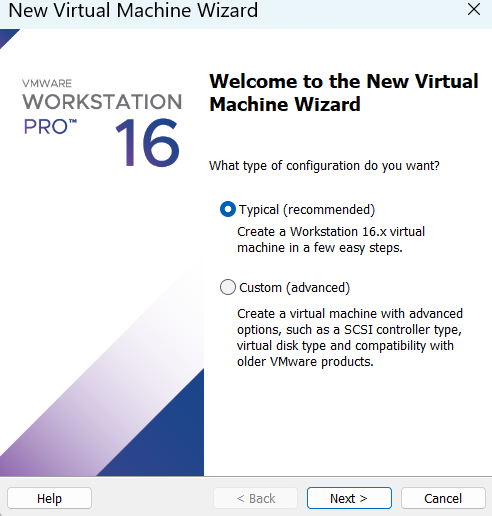 New Virtual Machine Wizard
VMWARE
WORKSTATION
PRO™ 16
Welcome to the New Virtual
Machine Wizard
What type of configuration do you want?
Typical (recommended)
Create a Workstation 16.x virtual
machine in a few easy steps.
Custom (advanced)
Create a virtual machine with advanced
options, such as a SCSI controller type,
virtual disk type and compatibility with
older VMware products.
Help
< Back
Next >
Cancel